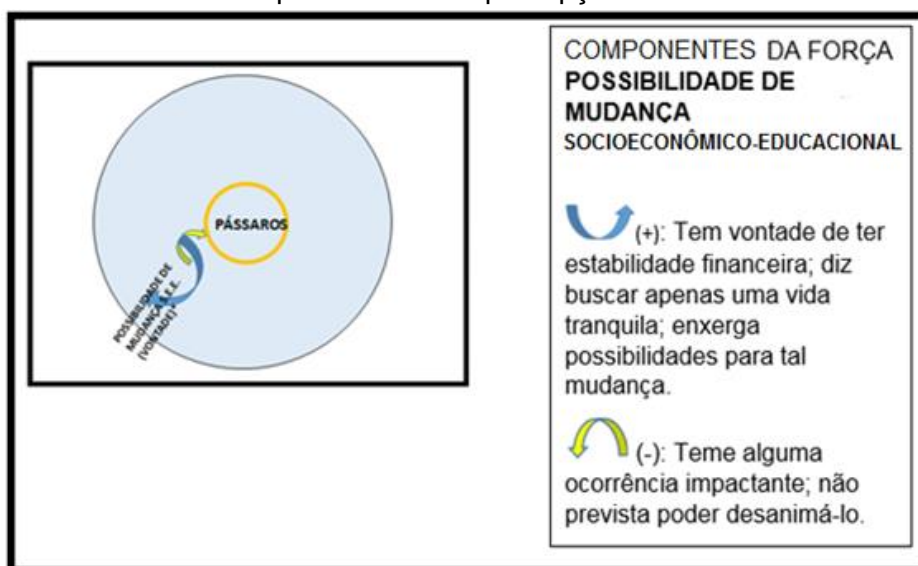 PÁSSAROS
POSSIBILIDADE DE
MUDANÇA S.E.E.
(VONTADE)*
COMPONENTES DA FORÇA
POSSIBILIDADE DE
MUDANÇA
SOCIOECONÔMICO-EDUCACIONAL
(+): Tem vontade de ter
estabilidade financeira; diz
buscar apenas uma vida
tranquila; enxerga
possibilidades para tal
mudança.
(-): Teme alguma
ocorrência impactante; não
prevista poder desanimá-lo.